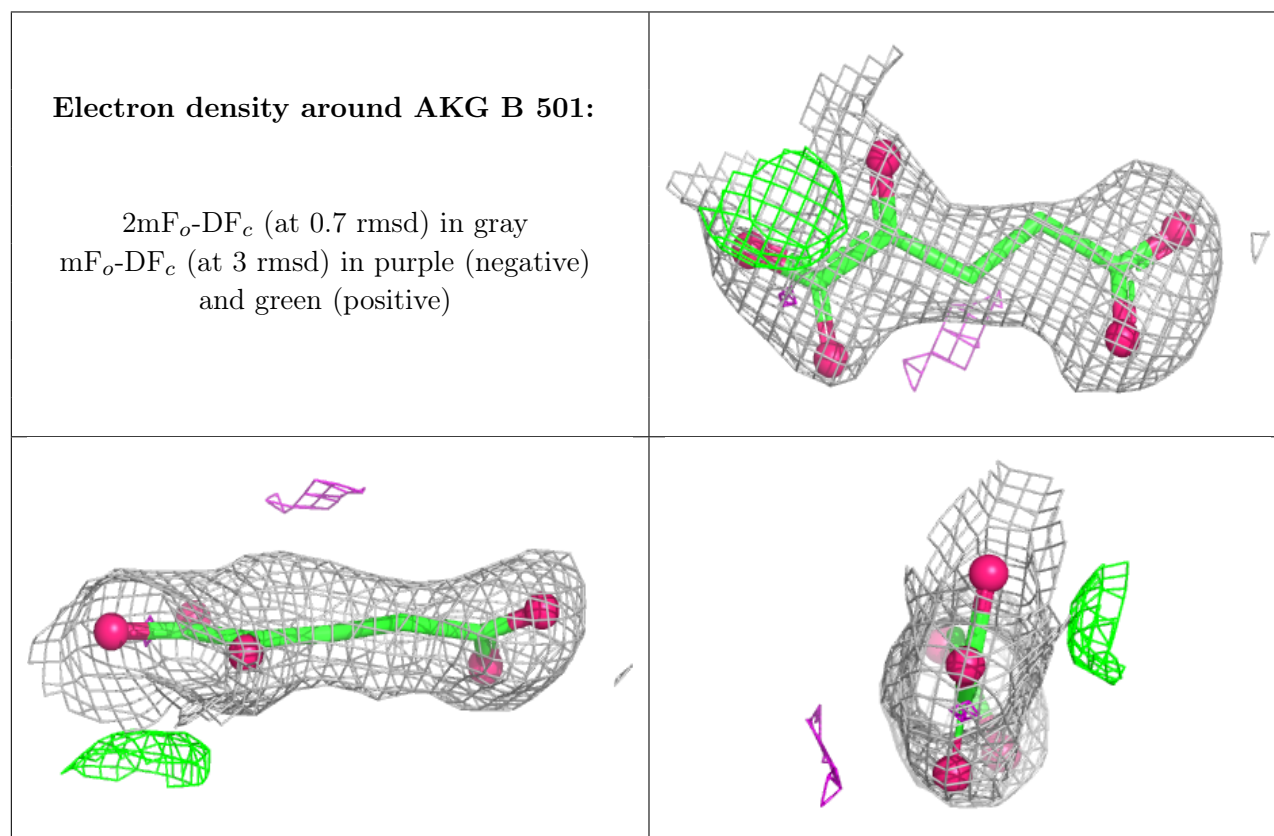 Electron density around AKG B 501:
2mFₒ-DF𝒸 (at 0.7 rmsd) in gray
mFₒ-DF𝒸 (at 3 rmsd) in purple (negative)
and green (positive)